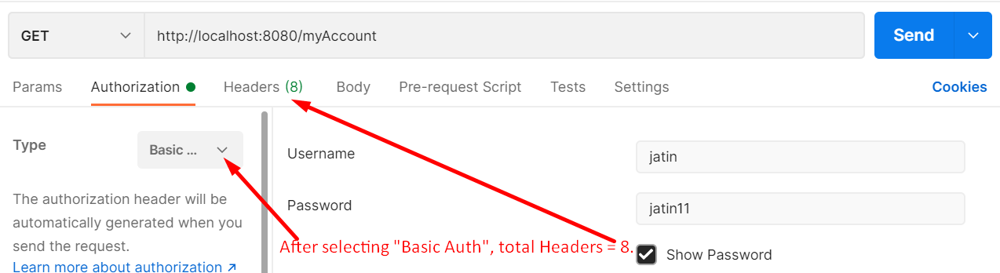 GET
http://localhost:8080/myAccount
Send
Params
Authorization
Headers (8)
Body
Pre-request Script
Tests
Settings
Cookies
Type
Basic ...
The authorization header will be
automatically generated when you
send the request.
Learn more about authorization ↗
Username
jatin
Password
jatin11
After selecting "Basic Auth", total Headers = 8.
Show Password